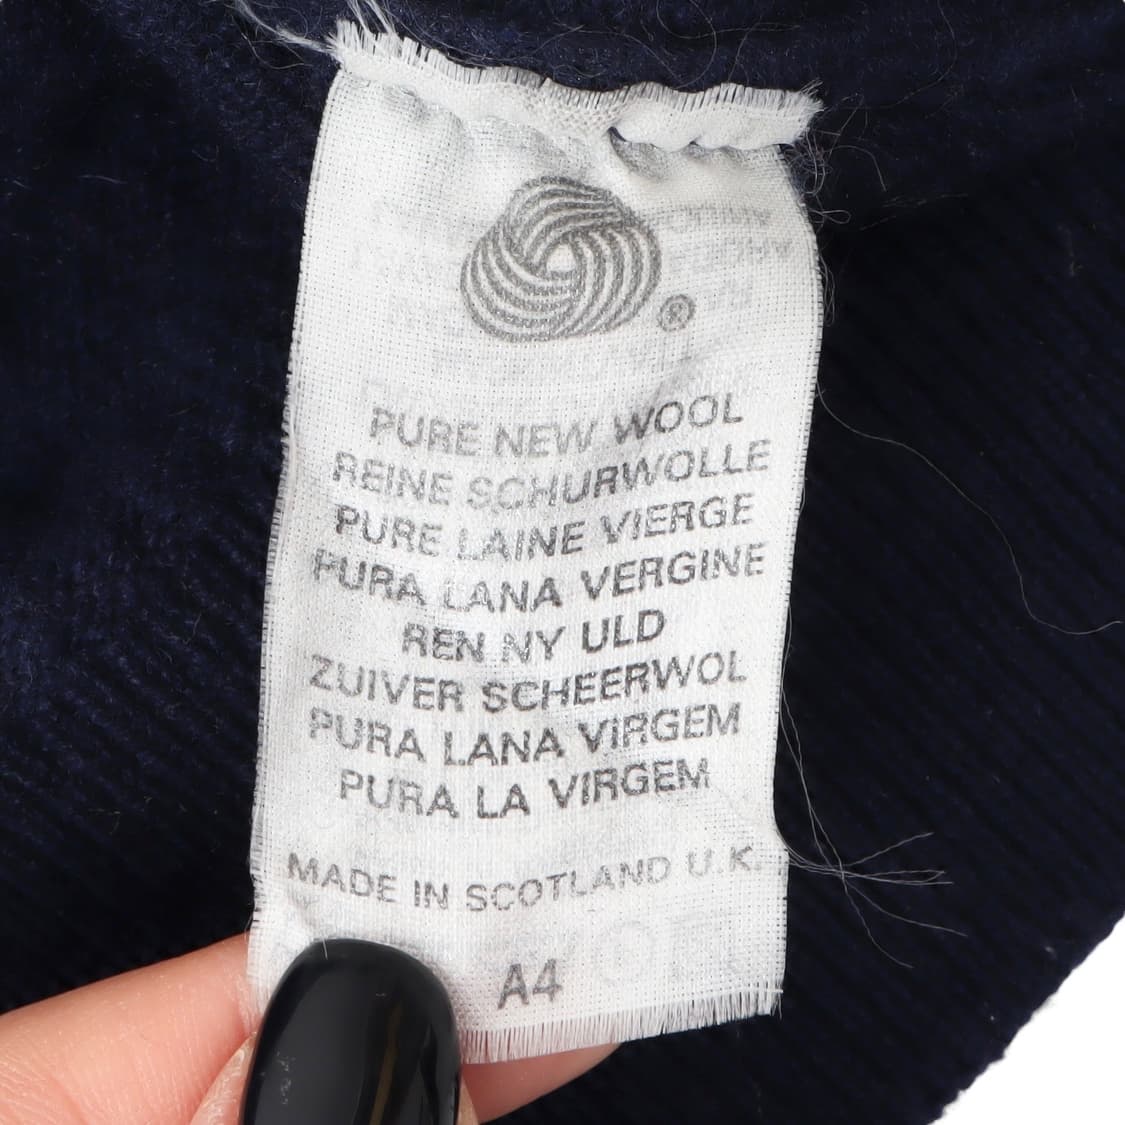 ®
PURE NEW WOOL
REINE SCHURWOLLE
PURE LAINE VIERGE
PURA LANA VERGINE
REN NY ULD
ZUIVER SCHEERWOL
PURA LANA VIRGEM
PURA LA VIRGEM
MADE IN SCOTLAND U.K.
A4